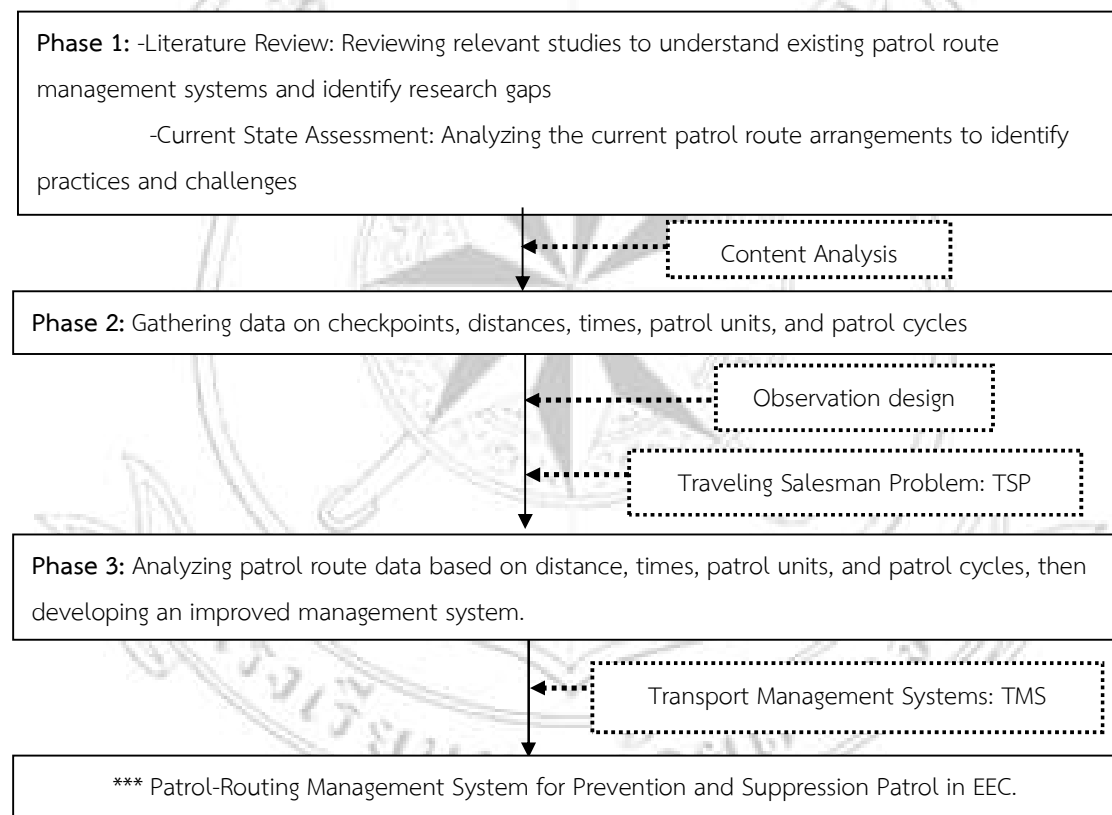 Phase 1: -Literature Review: Reviewing relevant studies to understand existing patrol route
management systems and identify research gaps
-Current State Assessment: Analyzing the current patrol route arrangements to identify
practices and challenges
Content Analysis
Phase 2: Gathering data on checkpoints, distances, times, patrol units, and patrol cycles
Observation design
Traveling Salesman Problem: TSP
Phase 3: Analyzing patrol route data based on distance, times, patrol units, and patrol cycles, then
developing an improved management system.
Transport Management Systems: TMS
*** Patrol-Routing Management System for Prevention and Suppression Patrol in EEC.